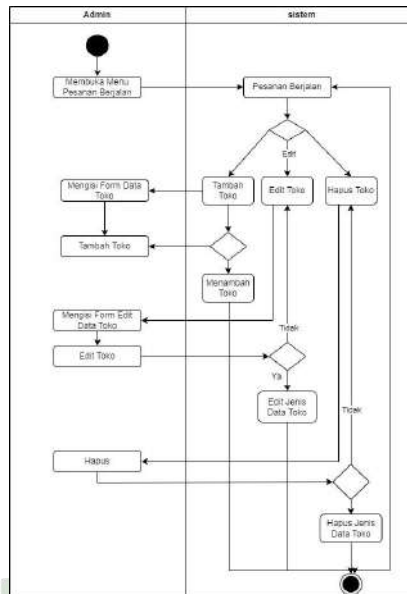 Admin
sistem
Membuka Menu
Pesanan Berjalan
Pesanan Berjalan
Edit
Mengisi Form Data
Toko
Tambah
Toko
Edit Toko
Hapus Toko
Tambah Toko
Menambah
Toko
Mengisi Form Edit
Data Toko
Tidak
Edit Toko
Ya
Edit Jenis
Data Toko
Tidak
Hapus
Hapus Jenis
Data Toko